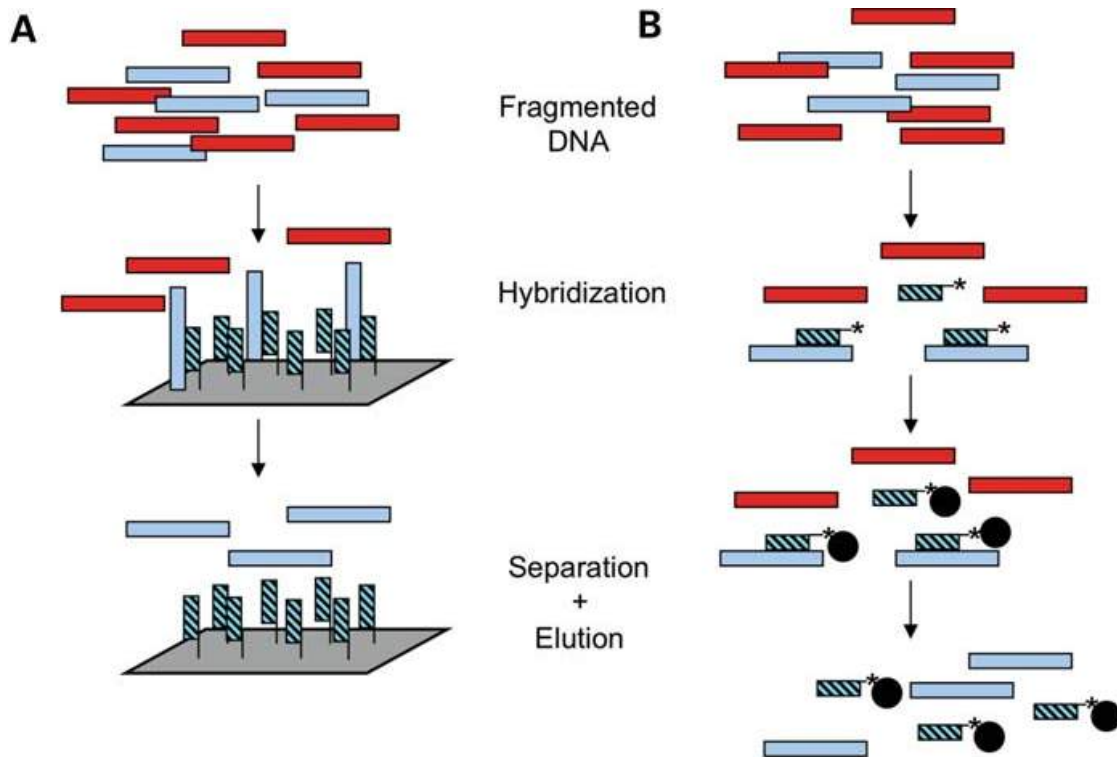 A
B
Fragmented
DNA
Hybridization
*
*
*
*
*
*
Separation
+
Elution
*
*
*